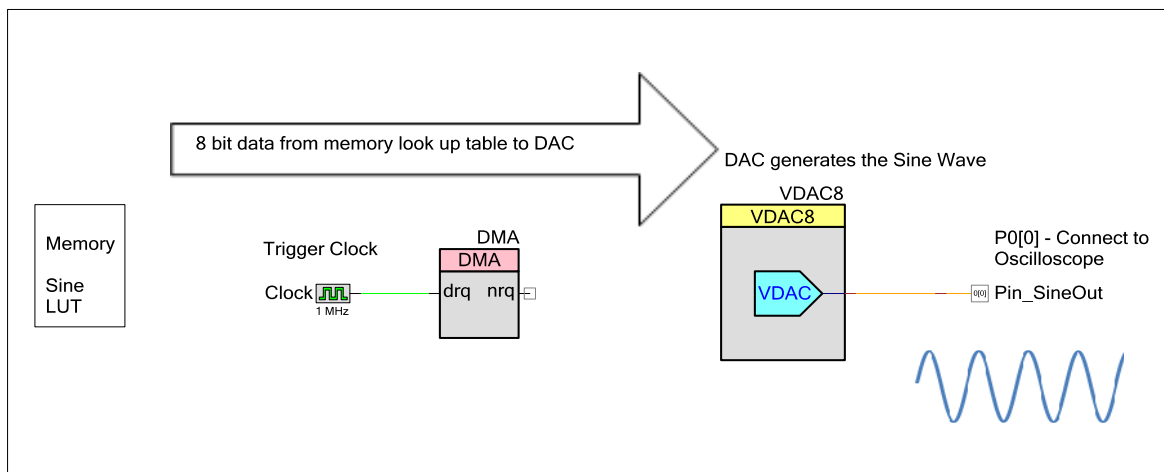 8 bit data from memory look up table to DAC
DAC generates the Sine Wave
Memory
Sine
LUT
Trigger Clock
Clock
1 MHz
DMA
DMA
drq nrq
VDAC8
VDAC8
VDAC
P0[0] - Connect to
Oscilloscope
0[0] Pin_SineOut